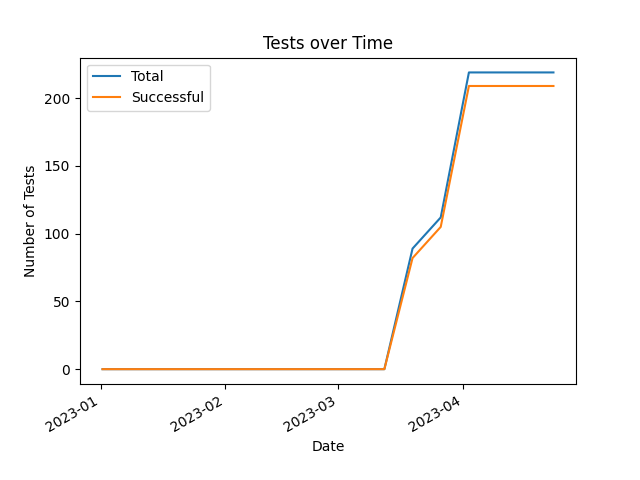 Tests over Time
Total
Successful
200
150
100
50
0
Number of Tests
2023-01
2023-02
2023-03
2023-04
Date